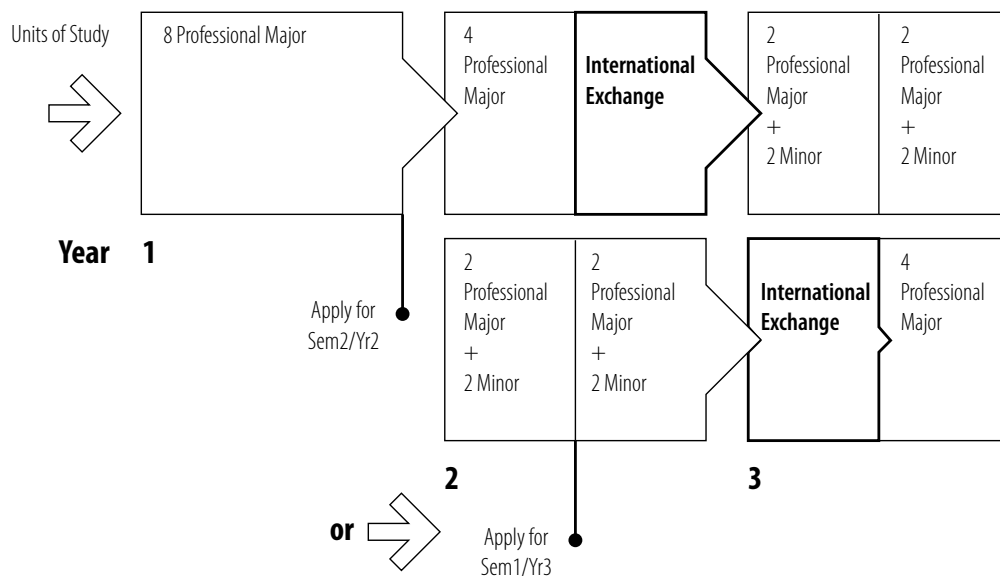 Units of Study
8 Professional Major
4
Professional
Major
International
Exchange
2
Professional
Major
+
2 Minor
2
Professional
Major
+
2 Minor
Year 1
Apply for
Sem2/Yr2
2
Professional
Major
+
2 Minor
2
Professional
Major
+
2 Minor
International
Exchange
4
Professional
Major
2
3
or
Apply for
Sem1/Yr3